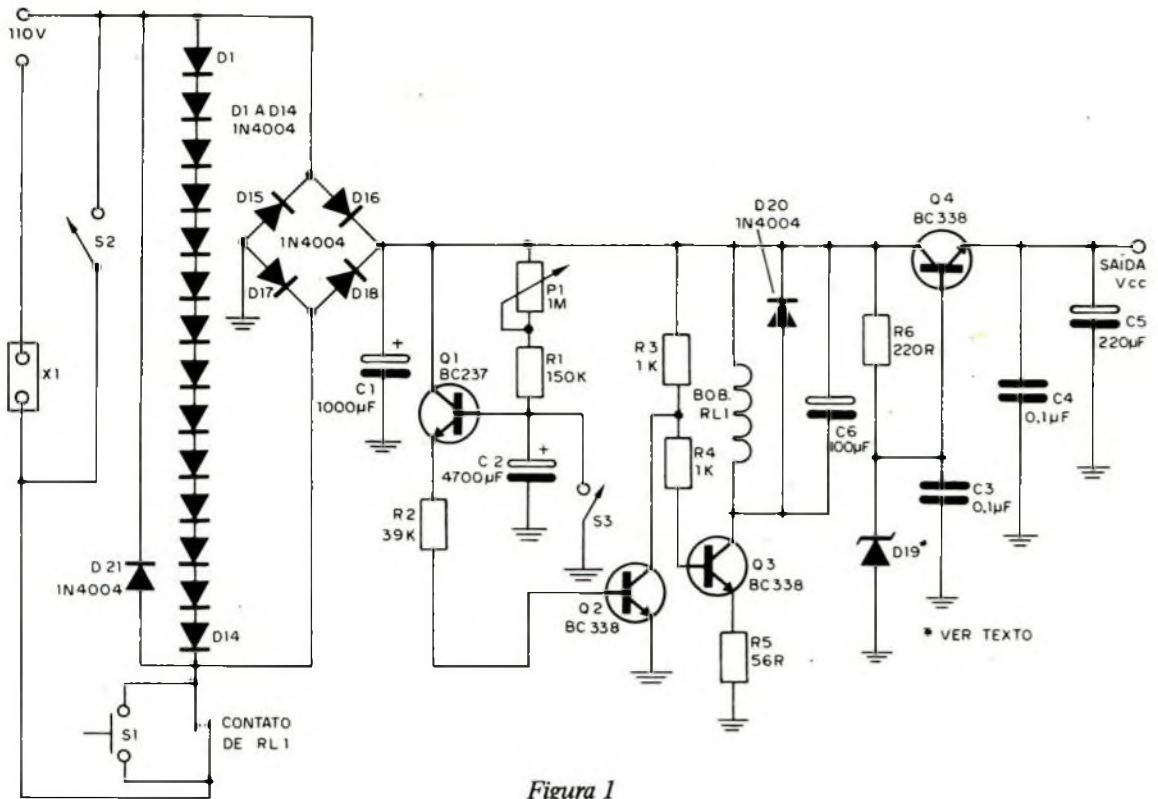 110V
D1
D1 A D14
1N4004
S2
D15
D16
1N4004
D17
D18
X1
D21
1N4004
D14
S1
CONTATO
DE RL1
+
C1
1000µF
Q1
BC237
P1
1M
R1
150K
+
C2
4700µF
S3
R2
39K
Q2
BC338
R3
1K
R4
1K
BOB.
RL1
D20
1N4004
C6
100µF
Q3
BC338
R5
56R
R6
220R
D19*
Q4
BC338
C3
0,1µF
C4
0,1µF
C5
220µF
SAÍDA
Vcc
* VER TEXTO
Figura 1